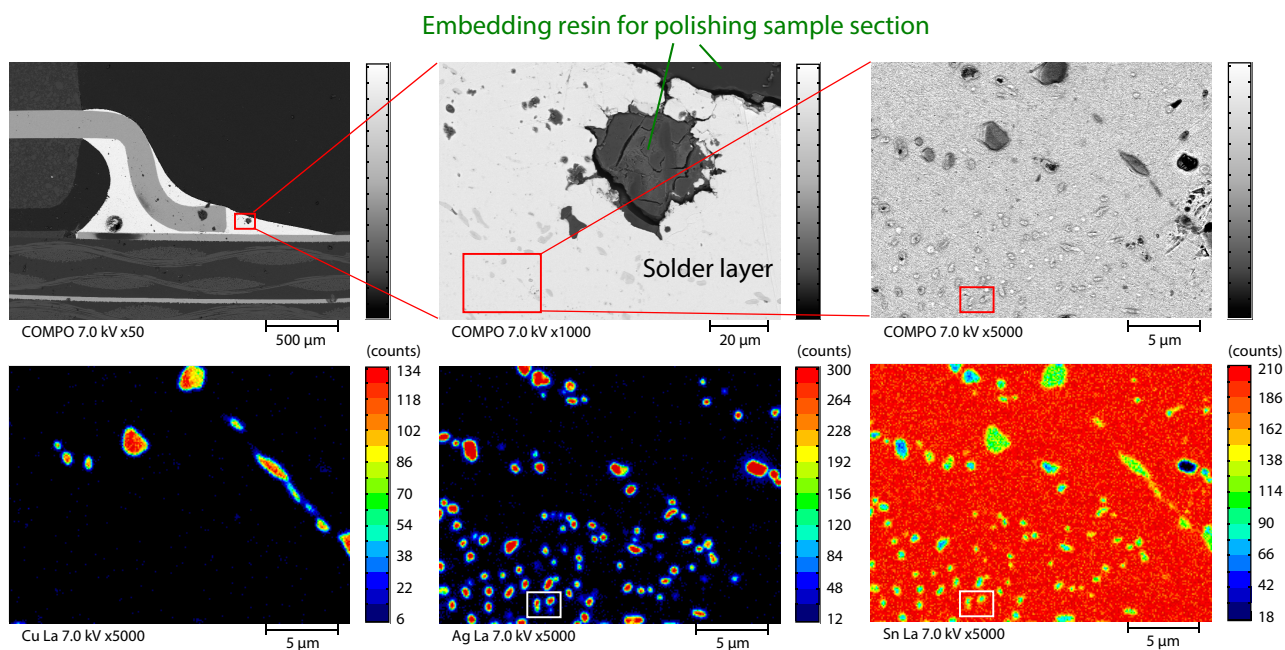 Embedding resin for polishing sample section
Solder layer
COMPO 7.0 kV x50
500 µm
COMPO 7.0 kV x1000
20 µm
COMPO 7.0 kV x5000
5 µm
(counts)
134
118
102
86
70
54
38
22
6
Cu La 7.0 kV x5000
5 µm
(counts)
300
264
228
192
156
120
84
48
12
Ag La 7.0 kV x5000
5 µm
(counts)
210
186
162
138
114
90
66
42
18
Sn La 7.0 kV x5000
5 µm